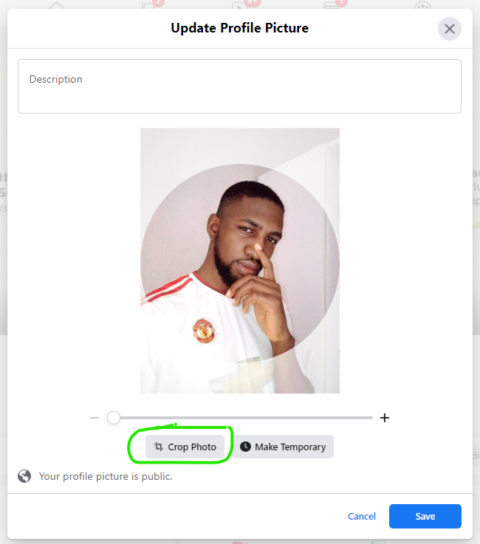 Update Profile Picture
Description
Crop Photo
Make Temporary
Your profile picture is public.
Cancel
Save